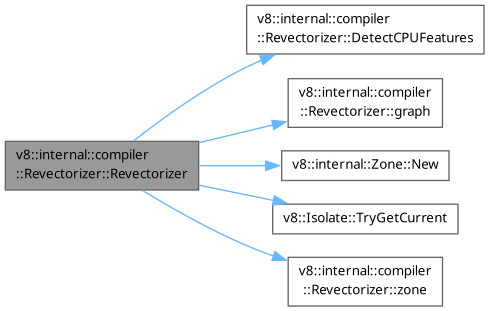 v8::internal::compiler
::Revectorizer::Revectorizer
v8::internal::compiler
::Revectorizer::DetectCPUFeatures
v8::internal::compiler
::Revectorizer::graph
v8::internal::Zone::New
v8::Isolate::TryGetCurrent
v8::internal::compiler
::Revectorizer::zone